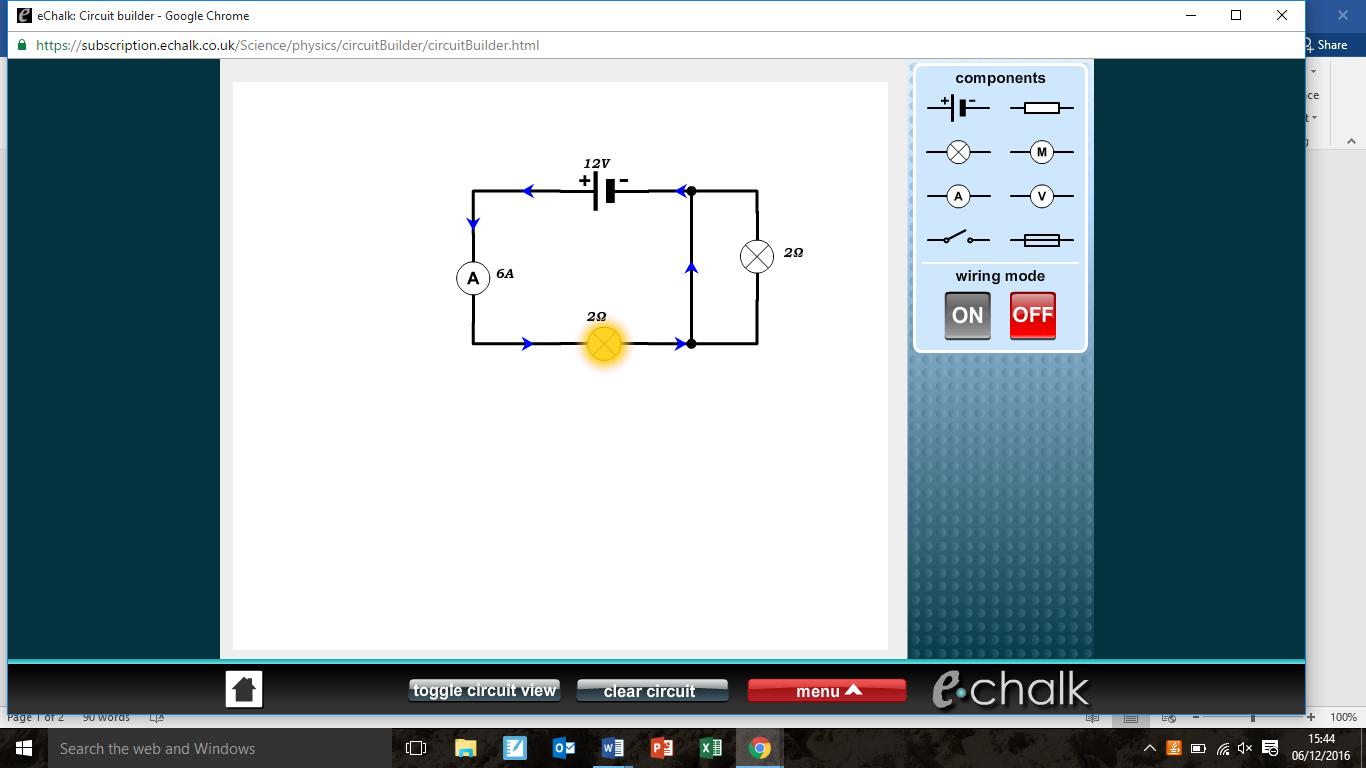 eChalk: Circuit builder - Google Chrome
https://subscription.echalk.co.uk/Science/physics/circuitBuilder/circuitBuilder.html
Share
components
+ -
M
A V
wiring mode
ON OFF
12V
+ -
A 6A
2Ω
2Ω
toggle circuit view clear circuit menu e·chalk
Page 1 of 2 90 words 100%
Search the web and Windows
15:44
06/12/2016